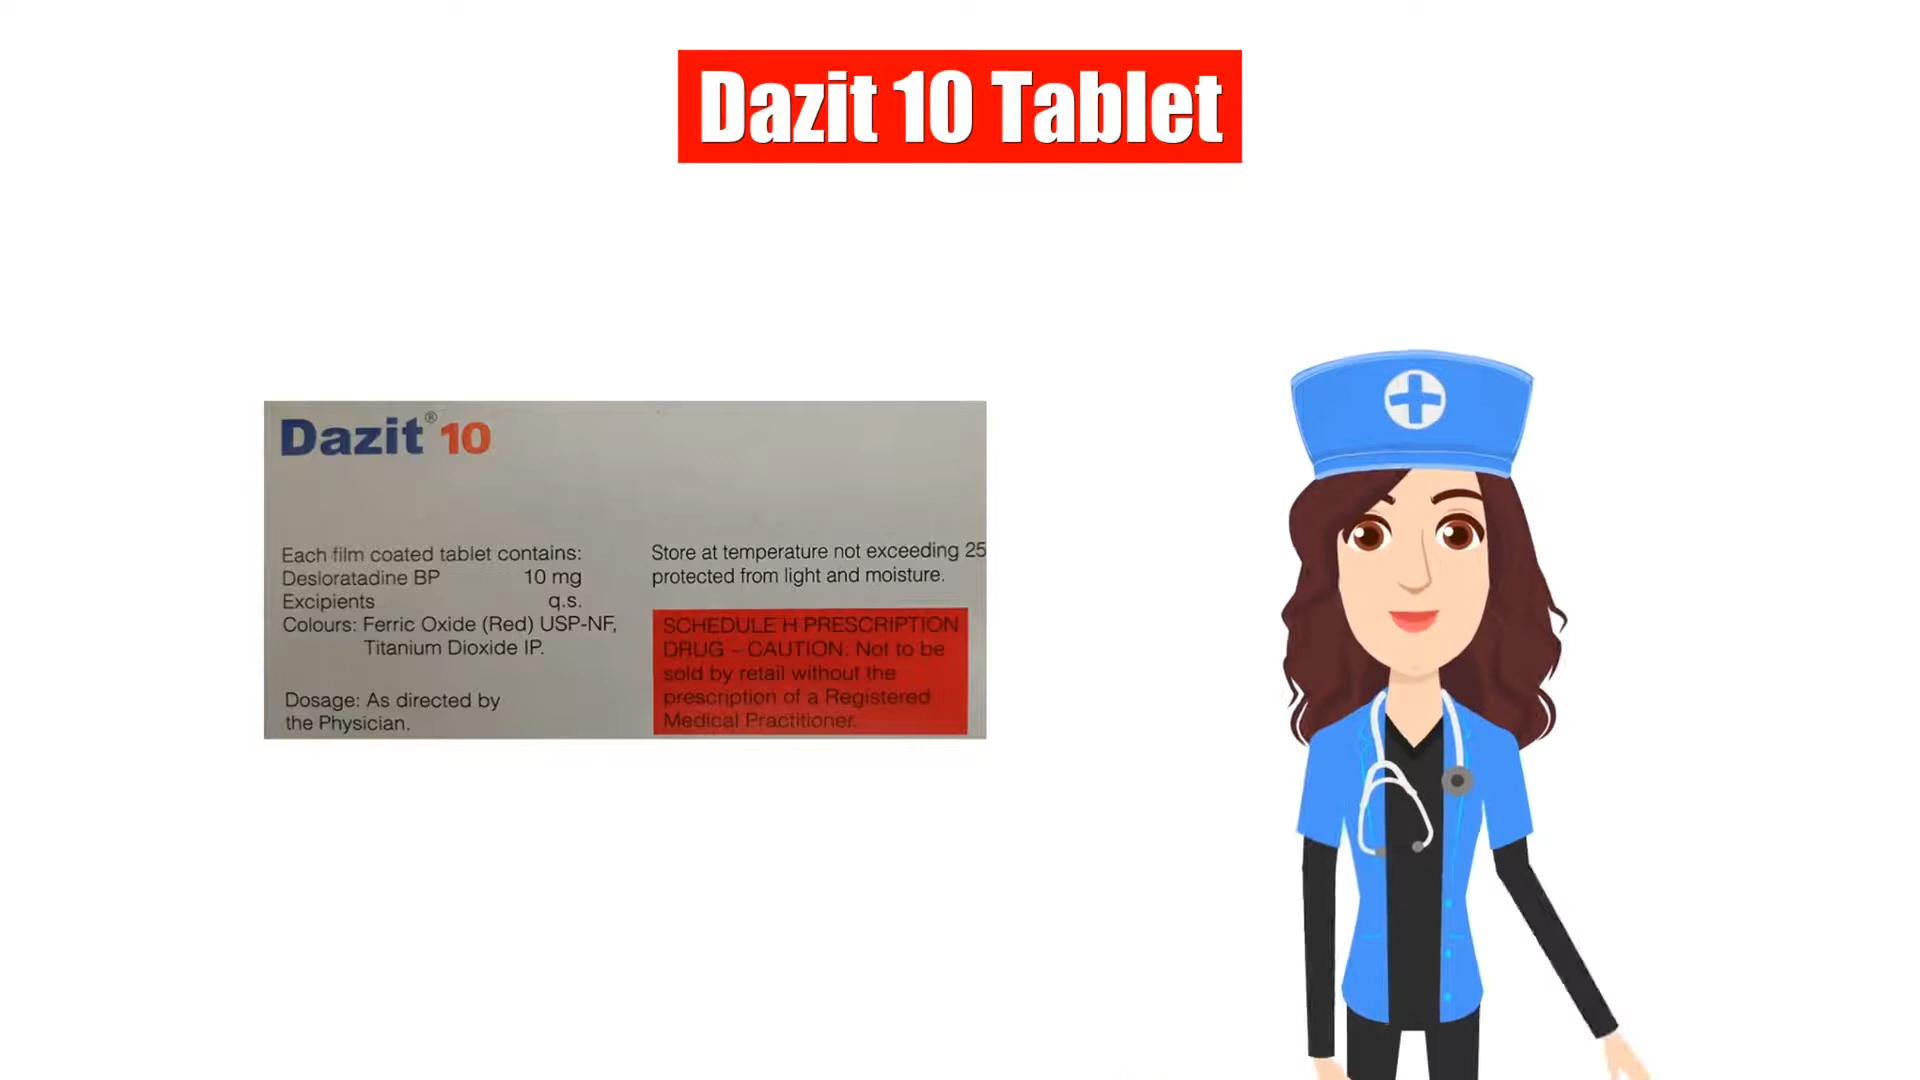 Dazit 10 Tablet
Dazit® 10
Each film coated tablet contains:
Desloratadine BP 10 mg
Excipients q.s.
Colours: Ferric Oxide (Red) USP-NF,
Titanium Dioxide IP.
Dosage: As directed by
the Physician.
Store at temperature not exceeding 25
protected from light and moisture.
SCHEDULE H PRESCRIPTION
DRUG – CAUTION: Not to be
sold by retail without the
prescription of a Registered
Medical Practitioner.